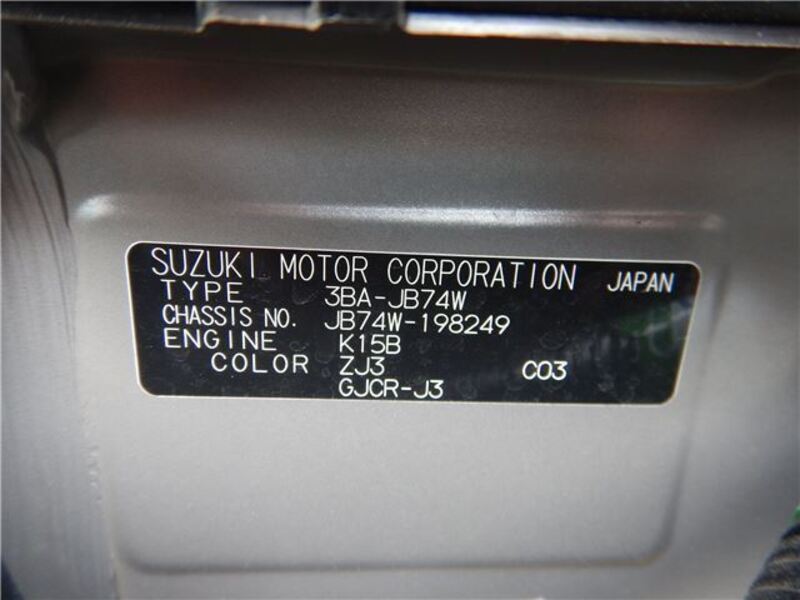 SUZUKI MOTOR CORPORATION JAPAN
TYPE 3BA-JB74W
CHASSIS NO. JB74W-198249
ENGINE K15B
COLOR ZJ3 C03
GJCR-J3